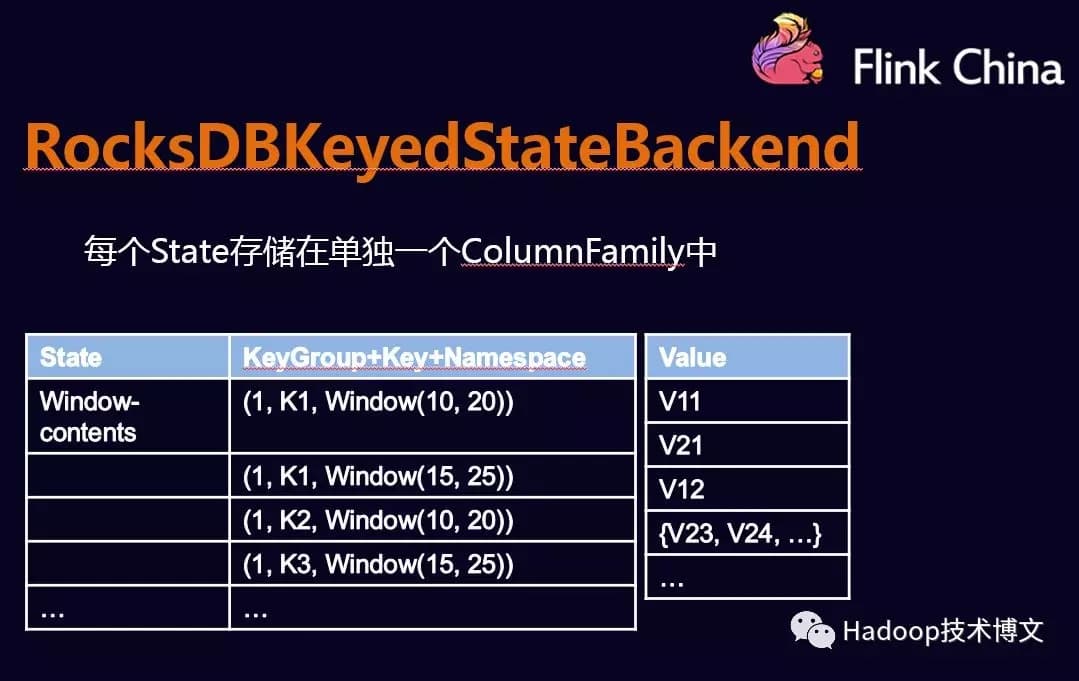 Flink China
RocksDBKeyedStateBackend
每个State存储在单独一个ColumnFamily中
State KeyGroup+Key+Namespace Value
Window-
contents
(1, K1, Window(10, 20)) V11
(1, K1, Window(15, 25)) V21
(1, K2, Window(10, 20)) V12
(1, K3, Window(15, 25)) {V23, V24, …}
… … …
Hadoop技术博文